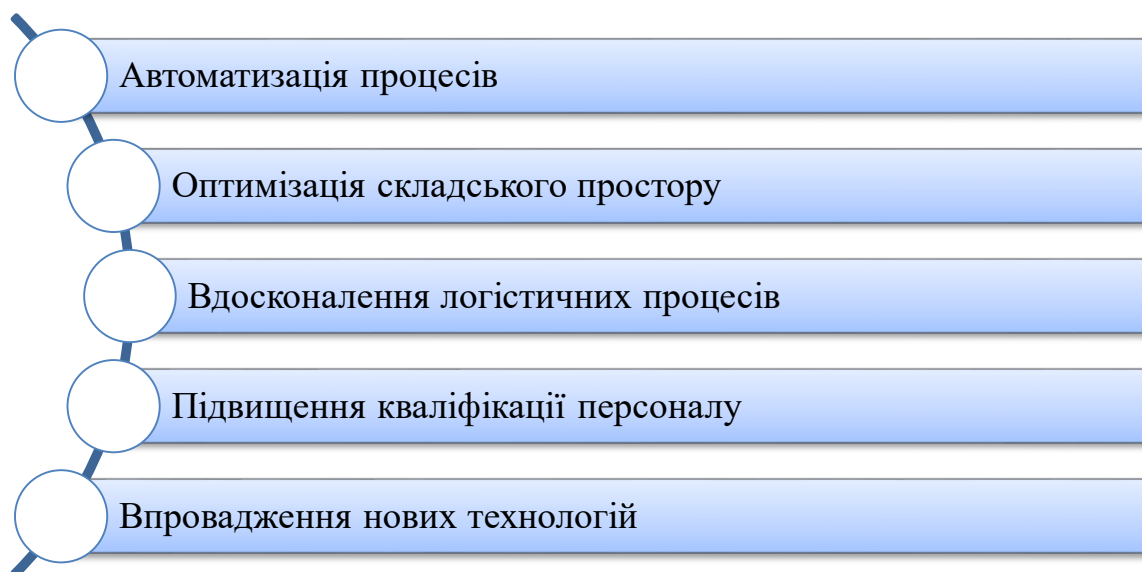 Автоматизація процесів
Оптимізація складського простору
Вдосконалення логістичних процесів
Підвищення кваліфікації персоналу
Впровадження нових технологій